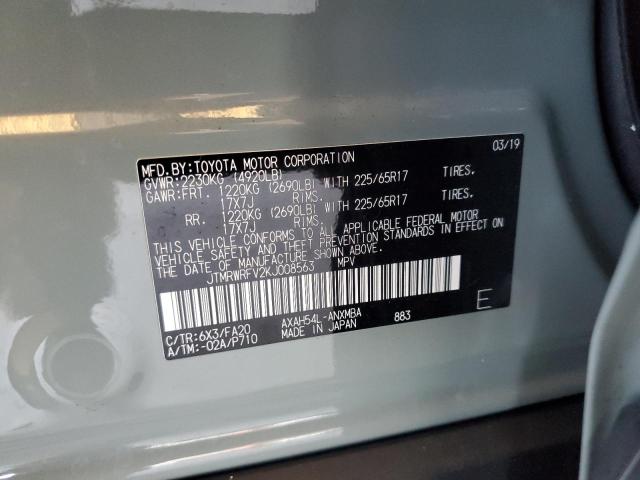 MFD.BY:TOYOTA MOTOR CORPORATION 03/19
GVWR:2230KG (4920LB)
GAWR:FRT. 1220KG (2690LB) WITH 225/65R17 TIRES.
17X7J RIMS.
RR. 1220KG (2690LB) WITH 225/65R17 TIRES.
17X7J RIMS.
THIS VEHICLE CONFORMS TO ALL APPLICABLE FEDERAL MOTOR
VEHICLE SAFETY AND THEFT PREVENTION STANDARDS IN EFFECT
ON THE DATE OF MANUFACTURE SHOWN ABOVE.
JTMRWRFV2KJ008563 MPV
E
C/TR:6X3/FA20 AXAH54L-ANXMBA 883
A/TM:-02A/P710 MADE IN JAPAN